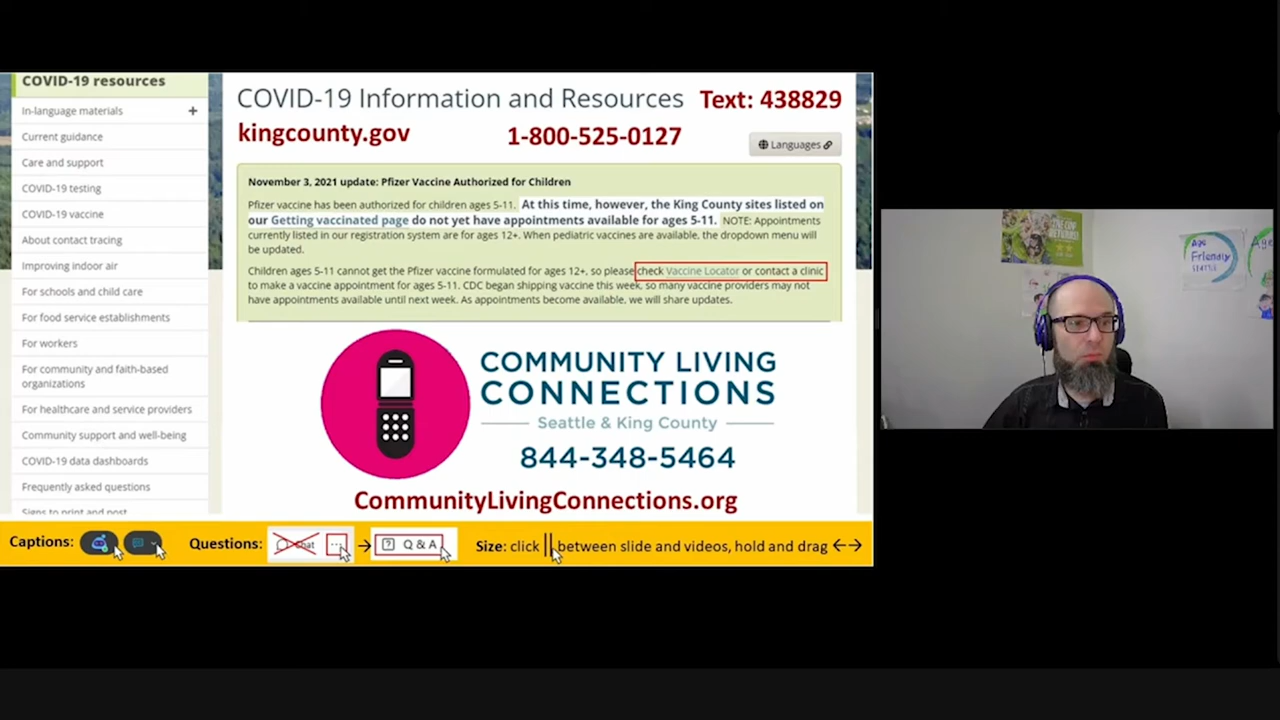 COVID-19 resources
In-language materials +
Current guidance
Care and support
COVID-19 testing
COVID-19 vaccine
About contact tracing
Improving indoor air
For schools and child care
For food service establishments
For workers
For community and faith-based
organizations
For healthcare and service providers
Community support and well-being
COVID-19 data dashboards
Frequently asked questions
Signs to print and post
COVID-19 Information and Resources Text: 438829
kingcounty.gov 1-800-525-0127
Languages
November 3, 2021 update: Pfizer Vaccine Authorized for Children
Pfizer vaccine has been authorized for children ages 5-11. At this time, however, the King County sites listed on
our Getting vaccinated page do not yet have appointments available for ages 5-11. NOTE: Appointments
currently listed in our registration system are for ages 12+. When pediatric vaccines are available, the dropdown menu will
be updated.
Children ages 5-11 cannot get the Pfizer vaccine formulated for ages 12+, so please check Vaccine Locator or contact a clinic
to make a vaccine appointment for ages 5-11. CDC began shipping vaccine this week, so many vaccine providers may not
have appointments available until next week. As appointments become available, we will share updates.
COMMUNITY LIVING
CONNECTIONS
Seattle & King County
844-348-5464
CommunityLivingConnections.org
Captions: Questions: Chat ... → ? Q & A Size: click || between slide and videos, hold and drag ←→
Age
Friendly